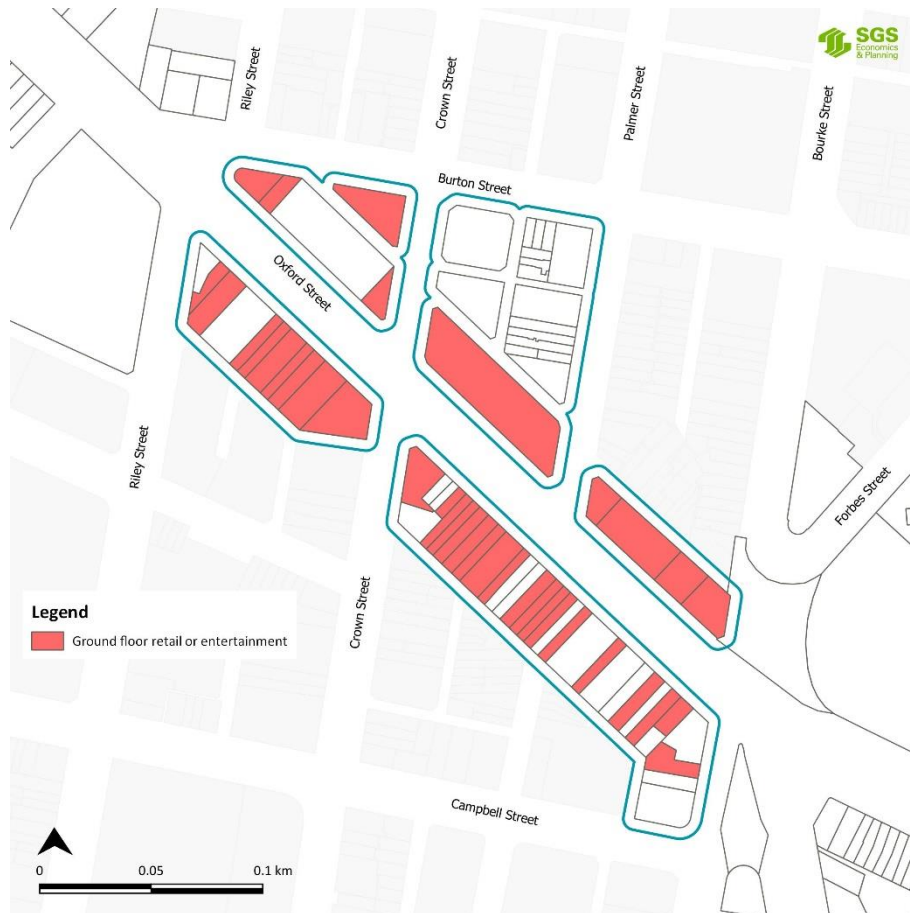 SGS
Economics
& Planning
Riley Street
Crown Street
Palmer Street
Bourke Street
Burton Street
Oxford Street
Riley Street
Forbes Street
Crown Street
Legend
Ground floor retail or entertainment
Campbell Street
0
0.05
0.1 km